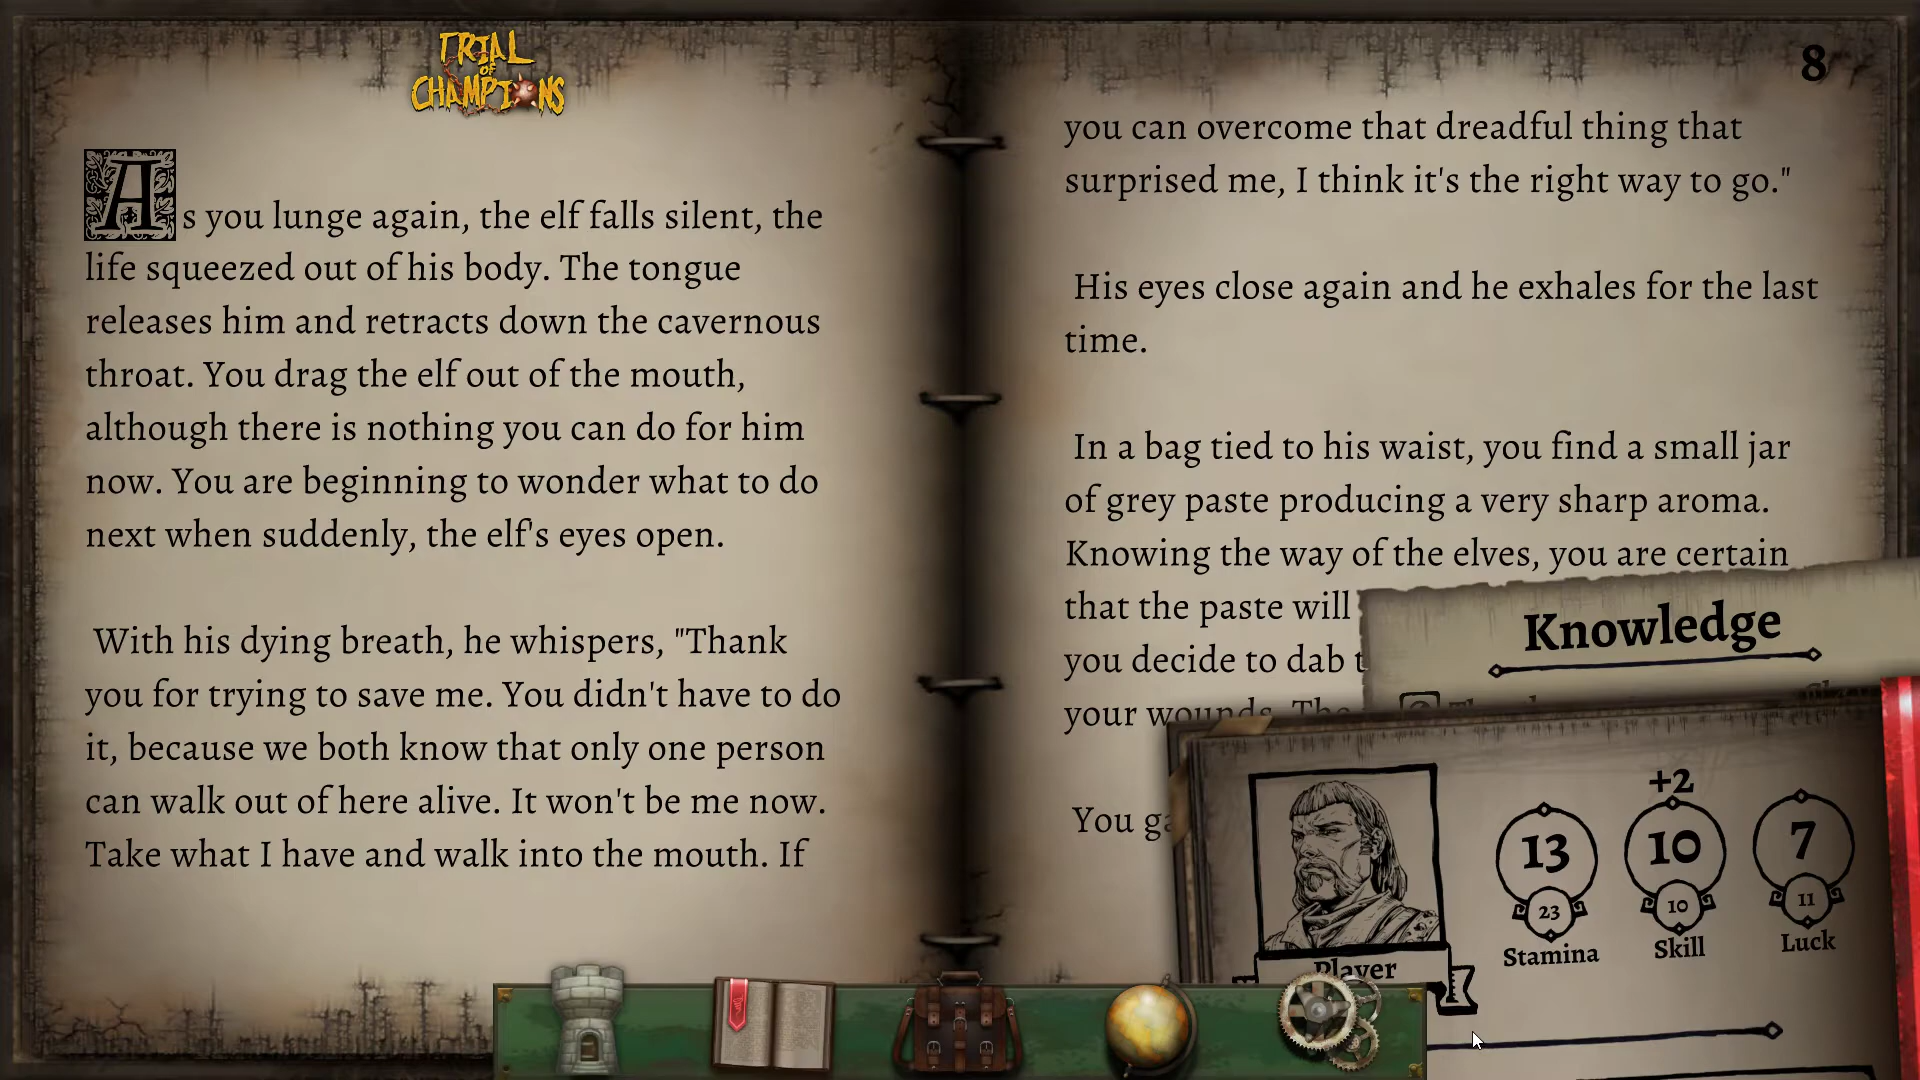 TRIAL
OF
CHAMPIONS
8
As you lunge again, the elf falls silent, the
life squeezed out of his body. The tongue
releases him and retracts down the cavernous
throat. You drag the elf out of the mouth,
although there is nothing you can do for him
now. You are beginning to wonder what to do
next when suddenly, the elf's eyes open.
With his dying breath, he whispers, "Thank
you for trying to save me. You didn't have to do
it, because we both know that only one person
can walk out of here alive. It won't be me now.
Take what I have and walk into the mouth. If
you can overcome that dreadful thing that
surprised me, I think it's the right way to go."
His eyes close again and he exhales for the last
time.
In a bag tied to his waist, you find a small jar
of grey paste producing a very sharp aroma.
Knowing the way of the elves, you are certain
that the paste will
you decide to dab
your wounds. The
You
Knowledge
+2
13
10
7
23
10
11
Stamina
Skill
Luck
Player